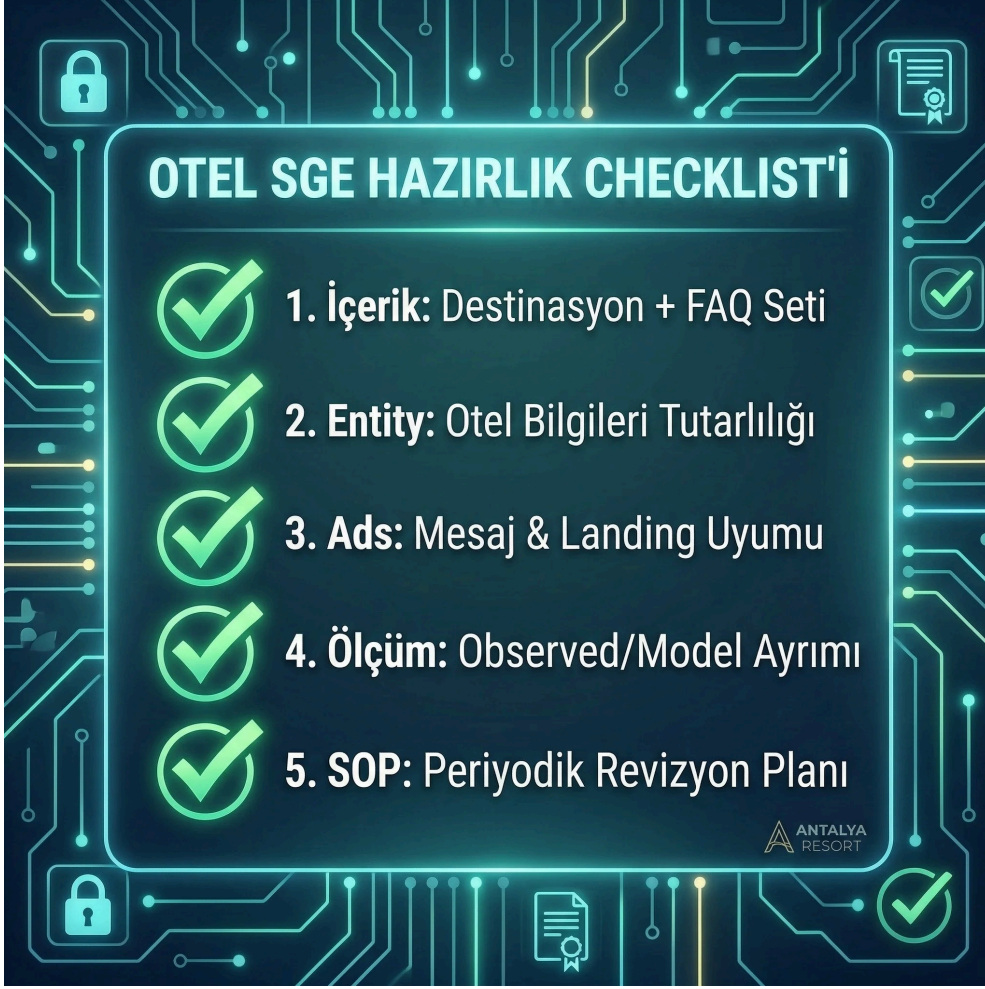 OTEL SGE HAZIRLIK CHECKLIST'İ
1. İçerik: Destinasyon + FAQ Seti
2. Entity: Otel Bilgileri Tutarlılığı
3. Ads: Mesaj & Landing Uyumu
4. Ölçüm: Observed/Model Ayrımı
5. SOP: Periyodik Revizyon Planı
ANTALYA
RESORT